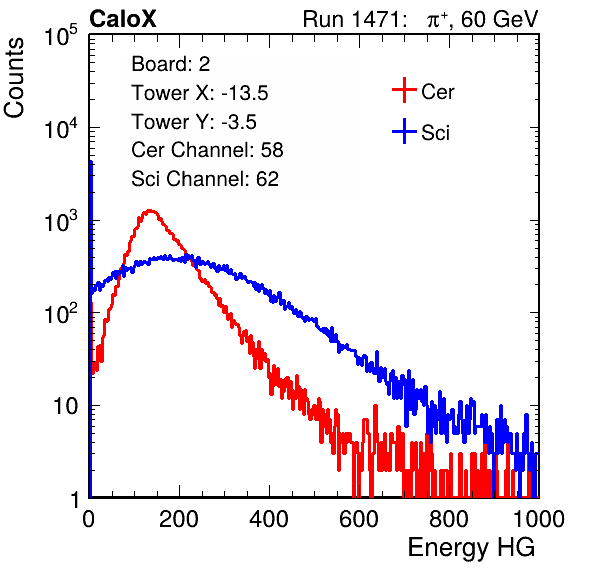 CaloX Run 1471: π⁺, 60 GeV
Counts
Board: 2
Tower X: -13.5
Tower Y: -3.5
Cer Channel: 58
Sci Channel: 62
Cer
Sci
10⁵
10⁴
10³
10²
10
1
0 200 400 600 800 1000
Energy HG